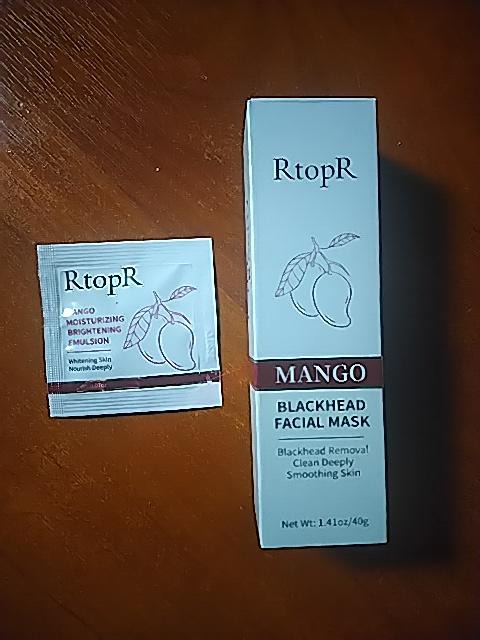 RtopR
MANGO
MOISTURIZING
BRIGHTENING
EMULSION
Whitening Skin
Nourish Deeply
RtopR
MANGO
BLACKHEAD
FACIAL MASK
Blackhead Removal
Clean Deeply
Smoothing Skin
Net Wt: 1.41oz/40g